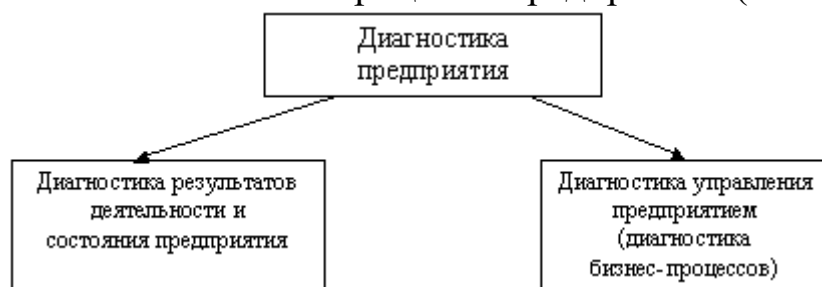 Диагностика
предприятия
Диагностика результатов
деятельности и
состояния предприятия
Диагностика управления
предприятием
(диагностика
бизнес-процессов)